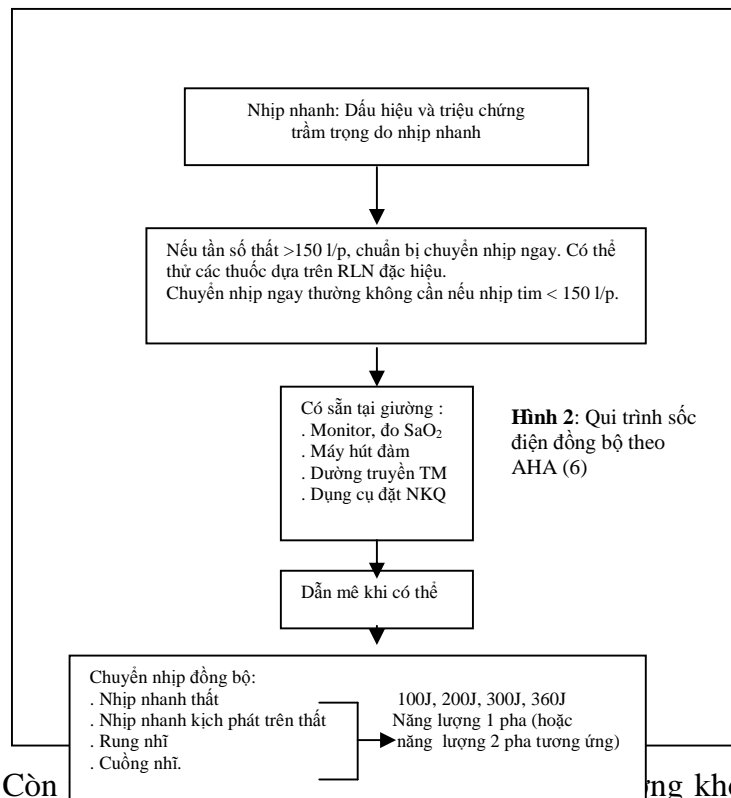 Nhịp nhanh: Dấu hiệu và triệu chứng
trầm trọng do nhịp nhanh
Nếu tần số thất >150 l/p, chuẩn bị chuyển nhịp ngay. Có thể
thử các thuốc dựa trên RLN đặc hiệu.
Chuyển nhịp ngay thường không cần nếu nhịp tim < 150 l/p.
Có sẵn tại giường :
. Monitor, đo SaO₂
. Máy hút đàm
. Dường truyền TM
. Dụng cụ đặt NKQ
Hình 2: Qui trình sốc
điện đồng bộ theo
AHA (6)
Dẫn mê khi có thể
Chuyển nhịp đồng bộ:
. Nhịp nhanh thất
. Nhịp nhanh kịch phát trên thất
. Rung nhĩ
. Cuồng nhĩ.
100J, 200J, 300J, 360J
Năng lượng 1 pha (hoặc
năng lượng 2 pha tương ứng)
Còn